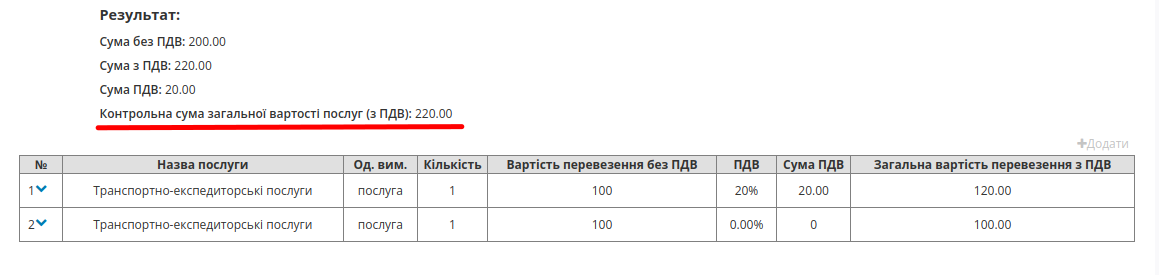 Результат:
Сума без ПДВ: 200.00
Сума з ПДВ: 220.00
Сума ПДВ: 20.00
Контрольна сума загальної вартості послуг (з ПДВ): 220.00
+Додати
№ Назва послуги Од. вим. Кількість Вартість перевезення без ПДВ ПДВ Сума ПДВ Загальна вартість перевезення з ПДВ
1 Транспортно-експедиторські послуги послуга 1 100 20% 20.00 120.00
2 Транспортно-експедиторські послуги послуга 1 100 0.00% 0 100.00